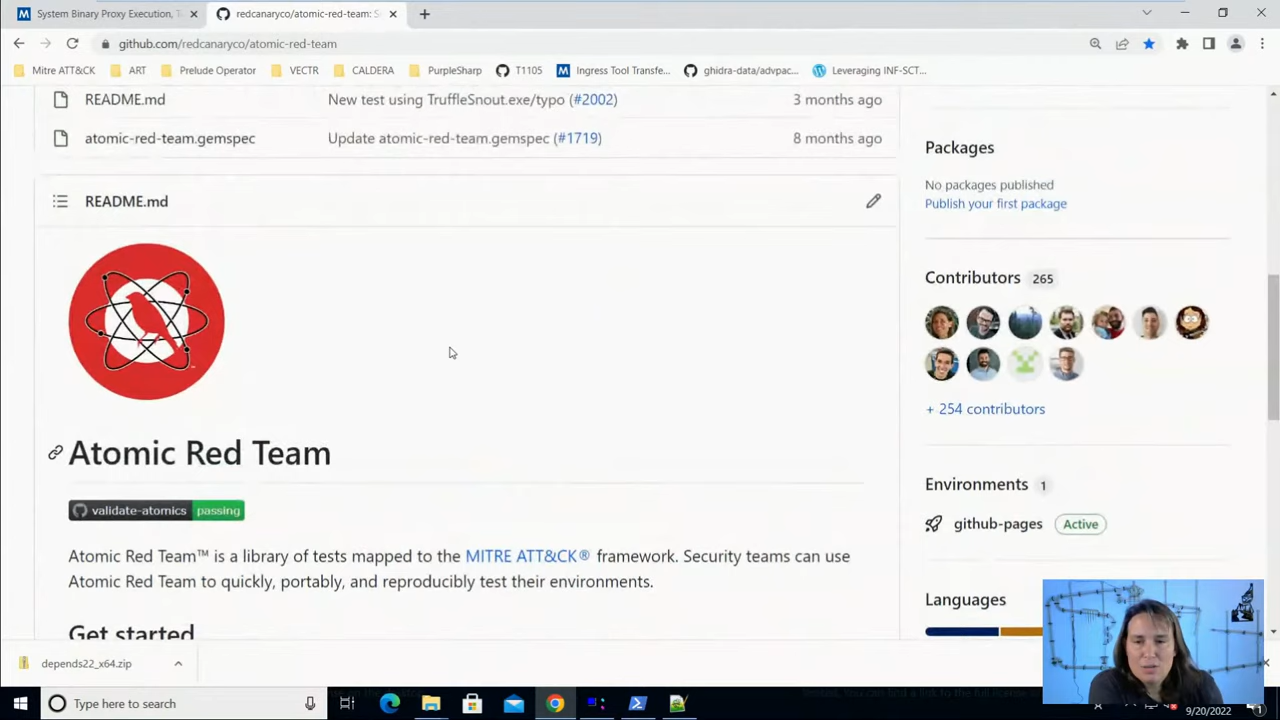 System Binary Proxy Execution, T
redcanaryco/atomic-red-team: S
github.com/redcanaryco/atomic-red-team
Mitre ATT&CK
ART
Prelude Operator
VECTR
CALDERA
PurpleSharp
T1105
Ingress Tool Transfe...
ghidra-data/advpac...
Leveraging INF-SCT...
README.md
New test using TruffleSnout.exe/typo (#2002)
3 months ago
atomic-red-team.gemspec
Update atomic-red-team.gemspec (#1719)
8 months ago
README.md
Atomic Red Team
validate-atomics passing
Atomic Red Team™ is a library of tests mapped to the MITRE ATT&CK® framework. Security teams can use
Atomic Red Team to quickly, portably, and reproducibly test their environments.
Get started
Packages
No packages published
Publish your first package
Contributors 265
+ 254 contributors
Environments 1
github-pages Active
Languages
depends22_x64.zip
Type here to search
9/20/2022